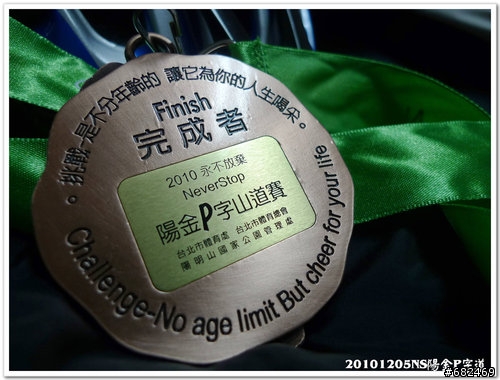 挑戰 是不分年齡的 讓它為你的人生喝采。
Finish
完成者
2010 永不放棄
NeverStop
陽金P字山道賽
台北市體育處 台北市體育總會
陽明山國家公園管理處
Challenge-No age limit But cheer for your life。
20101205NS陽金P字道
#682469